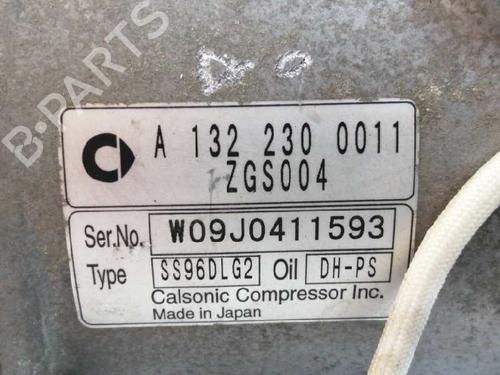 B-PARTS
A 132 230 0011
ZGS004
Ser.No. W09J0411593
Type SS96DLG2 Oil DH-PS
Calsonic Compressor Inc.
Made in Japan